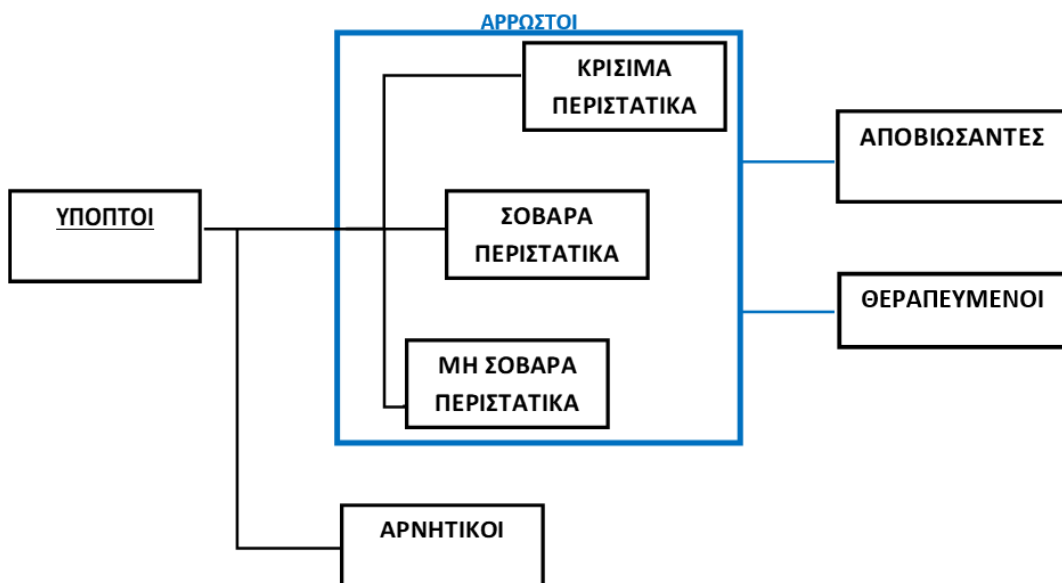 ΑΡΡΩΣΤΟΙ
ΚΡΙΣΙΜΑ
ΠΕΡΙΣΤΑΤΙΚΑ
ΑΠΟΒΙΩΣΑΝΤΕΣ
ΥΠΟΠΤΟΙ
ΣΟΒΑΡΑ
ΠΕΡΙΣΤΑΤΙΚΑ
ΘΕΡΑΠΕΥΜΕΝΟΙ
ΜΗ ΣΟΒΑΡΑ
ΠΕΡΙΣΤΑΤΙΚΑ
ΑΡΝΗΤΙΚΟΙ